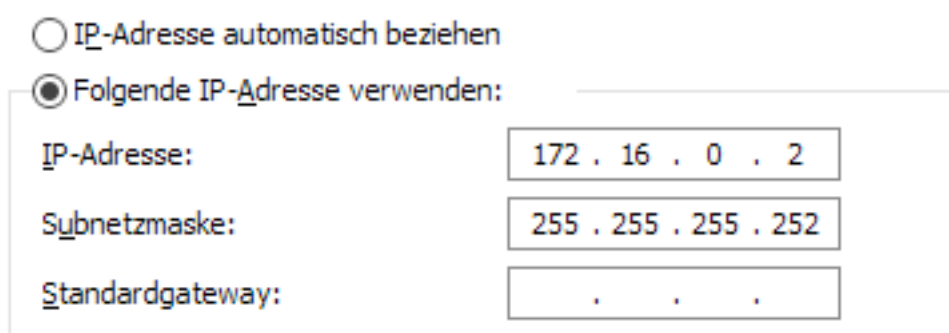 IP-Adresse automatisch beziehen
Folgende IP-Adresse verwenden:
IP-Adresse: 172 . 16 . 0 . 2
Subnetzmaske: 255 . 255 . 255 . 252
Standardgateway: . . .